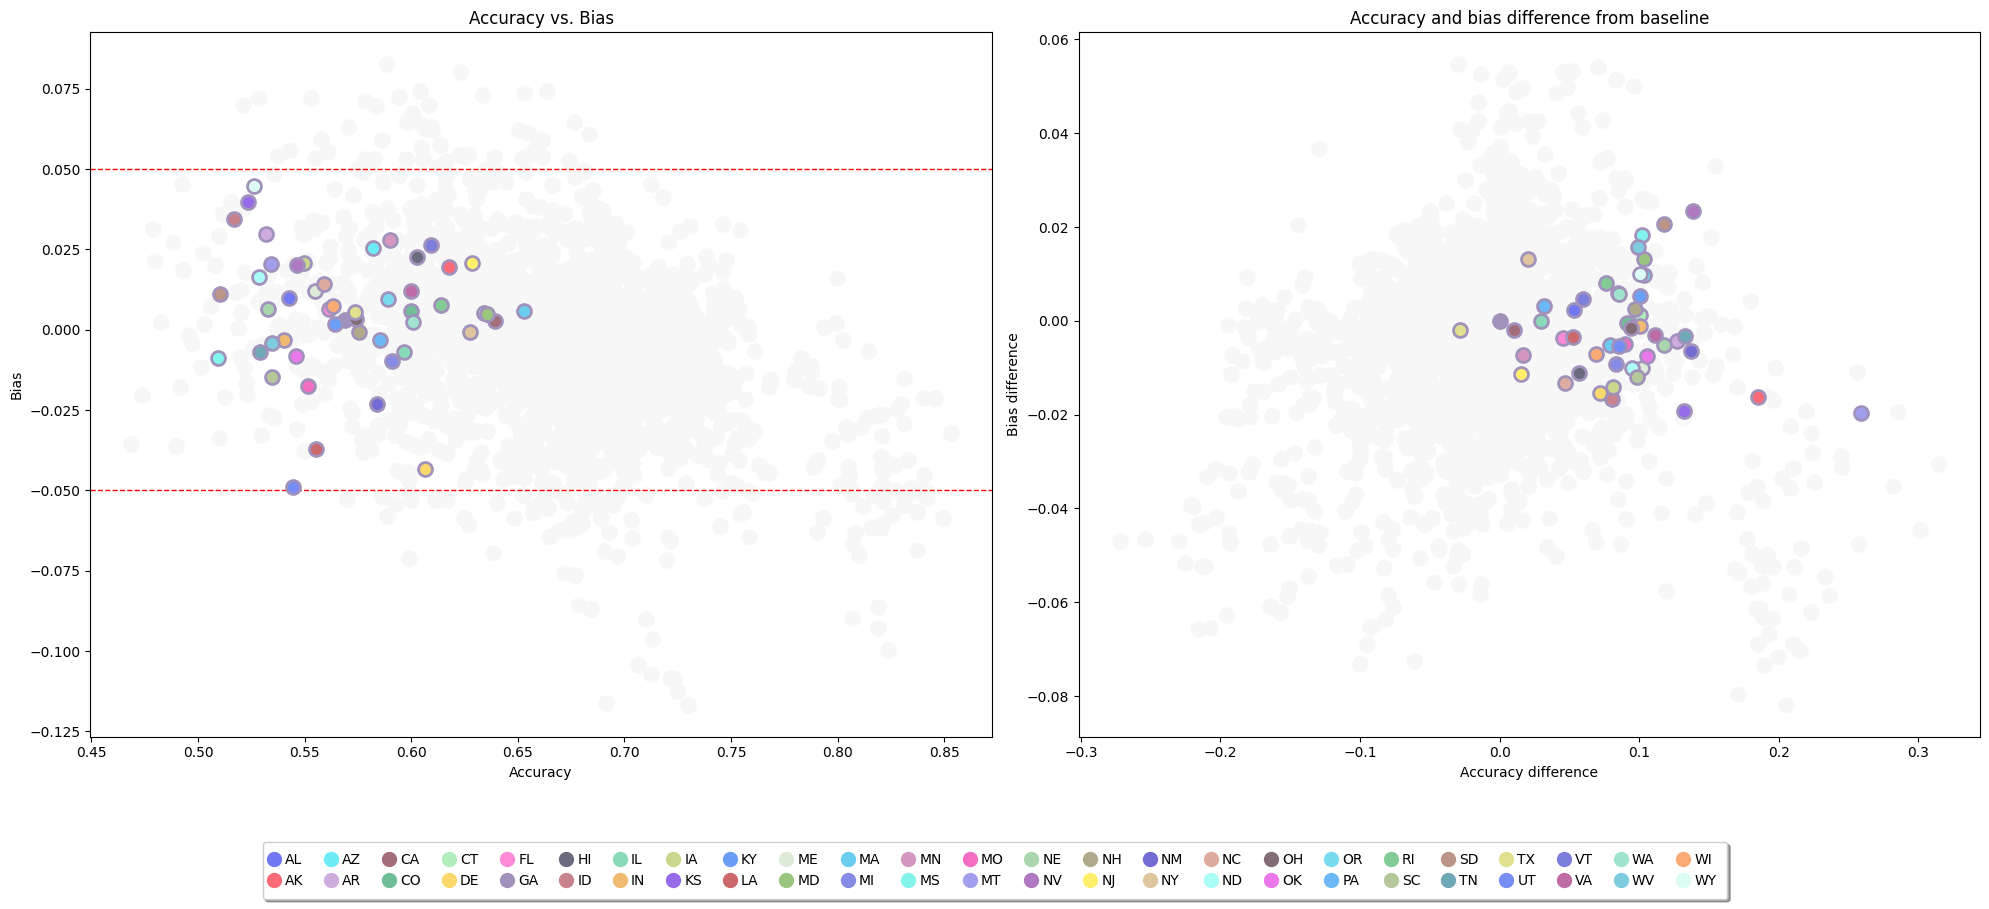 Accuracy vs. Bias
Accuracy and bias difference from baseline
0.075
0.050
0.025
0.000
−0.025
−0.050
−0.075
−0.100
−0.125
Bias
0.45 0.50 0.55 0.60 0.65 0.70 0.75 0.80 0.85
Accuracy
0.06
0.04
0.02
0.00
−0.02
−0.04
−0.06
−0.08
Bias difference
−0.3 −0.2 −0.1 0.0 0.1 0.2 0.3
Accuracy difference
AL AZ CA CT FL HI IL IA KY ME MA MN MO NE NH NM NC OH OR RI SD TX VT WA WI
AK AR CO DE GA ID IN KS LA MD MI MS MT NV NJ NY ND OK PA SC TN UT VA WV WY